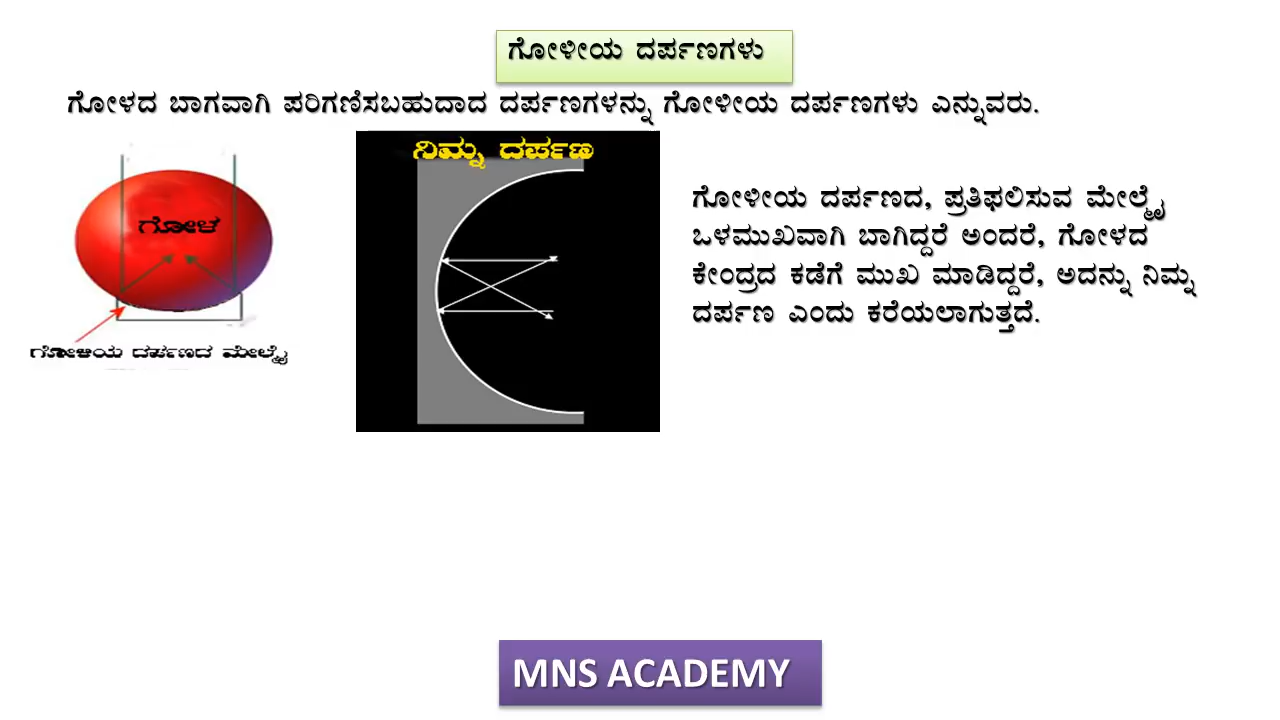 ಗೋಳೀಯ ದರ್ಪಣಗಳು
ಗೋಳದ ಬಾಗವಾಗಿ ಪರಿಗಣಿಸಬಹುದಾದ ದರ್ಪಣಗಳನ್ನು ಗೋಳೀಯ ದರ್ಪಣಗಳು ಎನ್ನುವರು.
ನಿಮ್ನ ದರ್ಪಣ
ಗೋಳ
ಗೋಳಿಯ ದರ್ಪಣದ ಮೇಲ್ಮೈ
ಗೋಳೀಯ ದರ್ಪಣದ, ಪ್ರತಿಫಲಿಸುವ ಮೇಲ್ಮೈ
ಒಳಮುಖವಾಗಿ ಬಾಗಿದ್ದರೆ ಅಂದರೆ, ಗೋಳದ
ಕೇಂದ್ರದ ಕಡೆಗೆ ಮುಖ ಮಾಡಿದ್ದರೆ, ಅದನ್ನು ನಿಮ್ನ
ದರ್ಪಣ ಎಂದು ಕರೆಯಲಾಗುತ್ತದೆ.
MNS ACADEMY